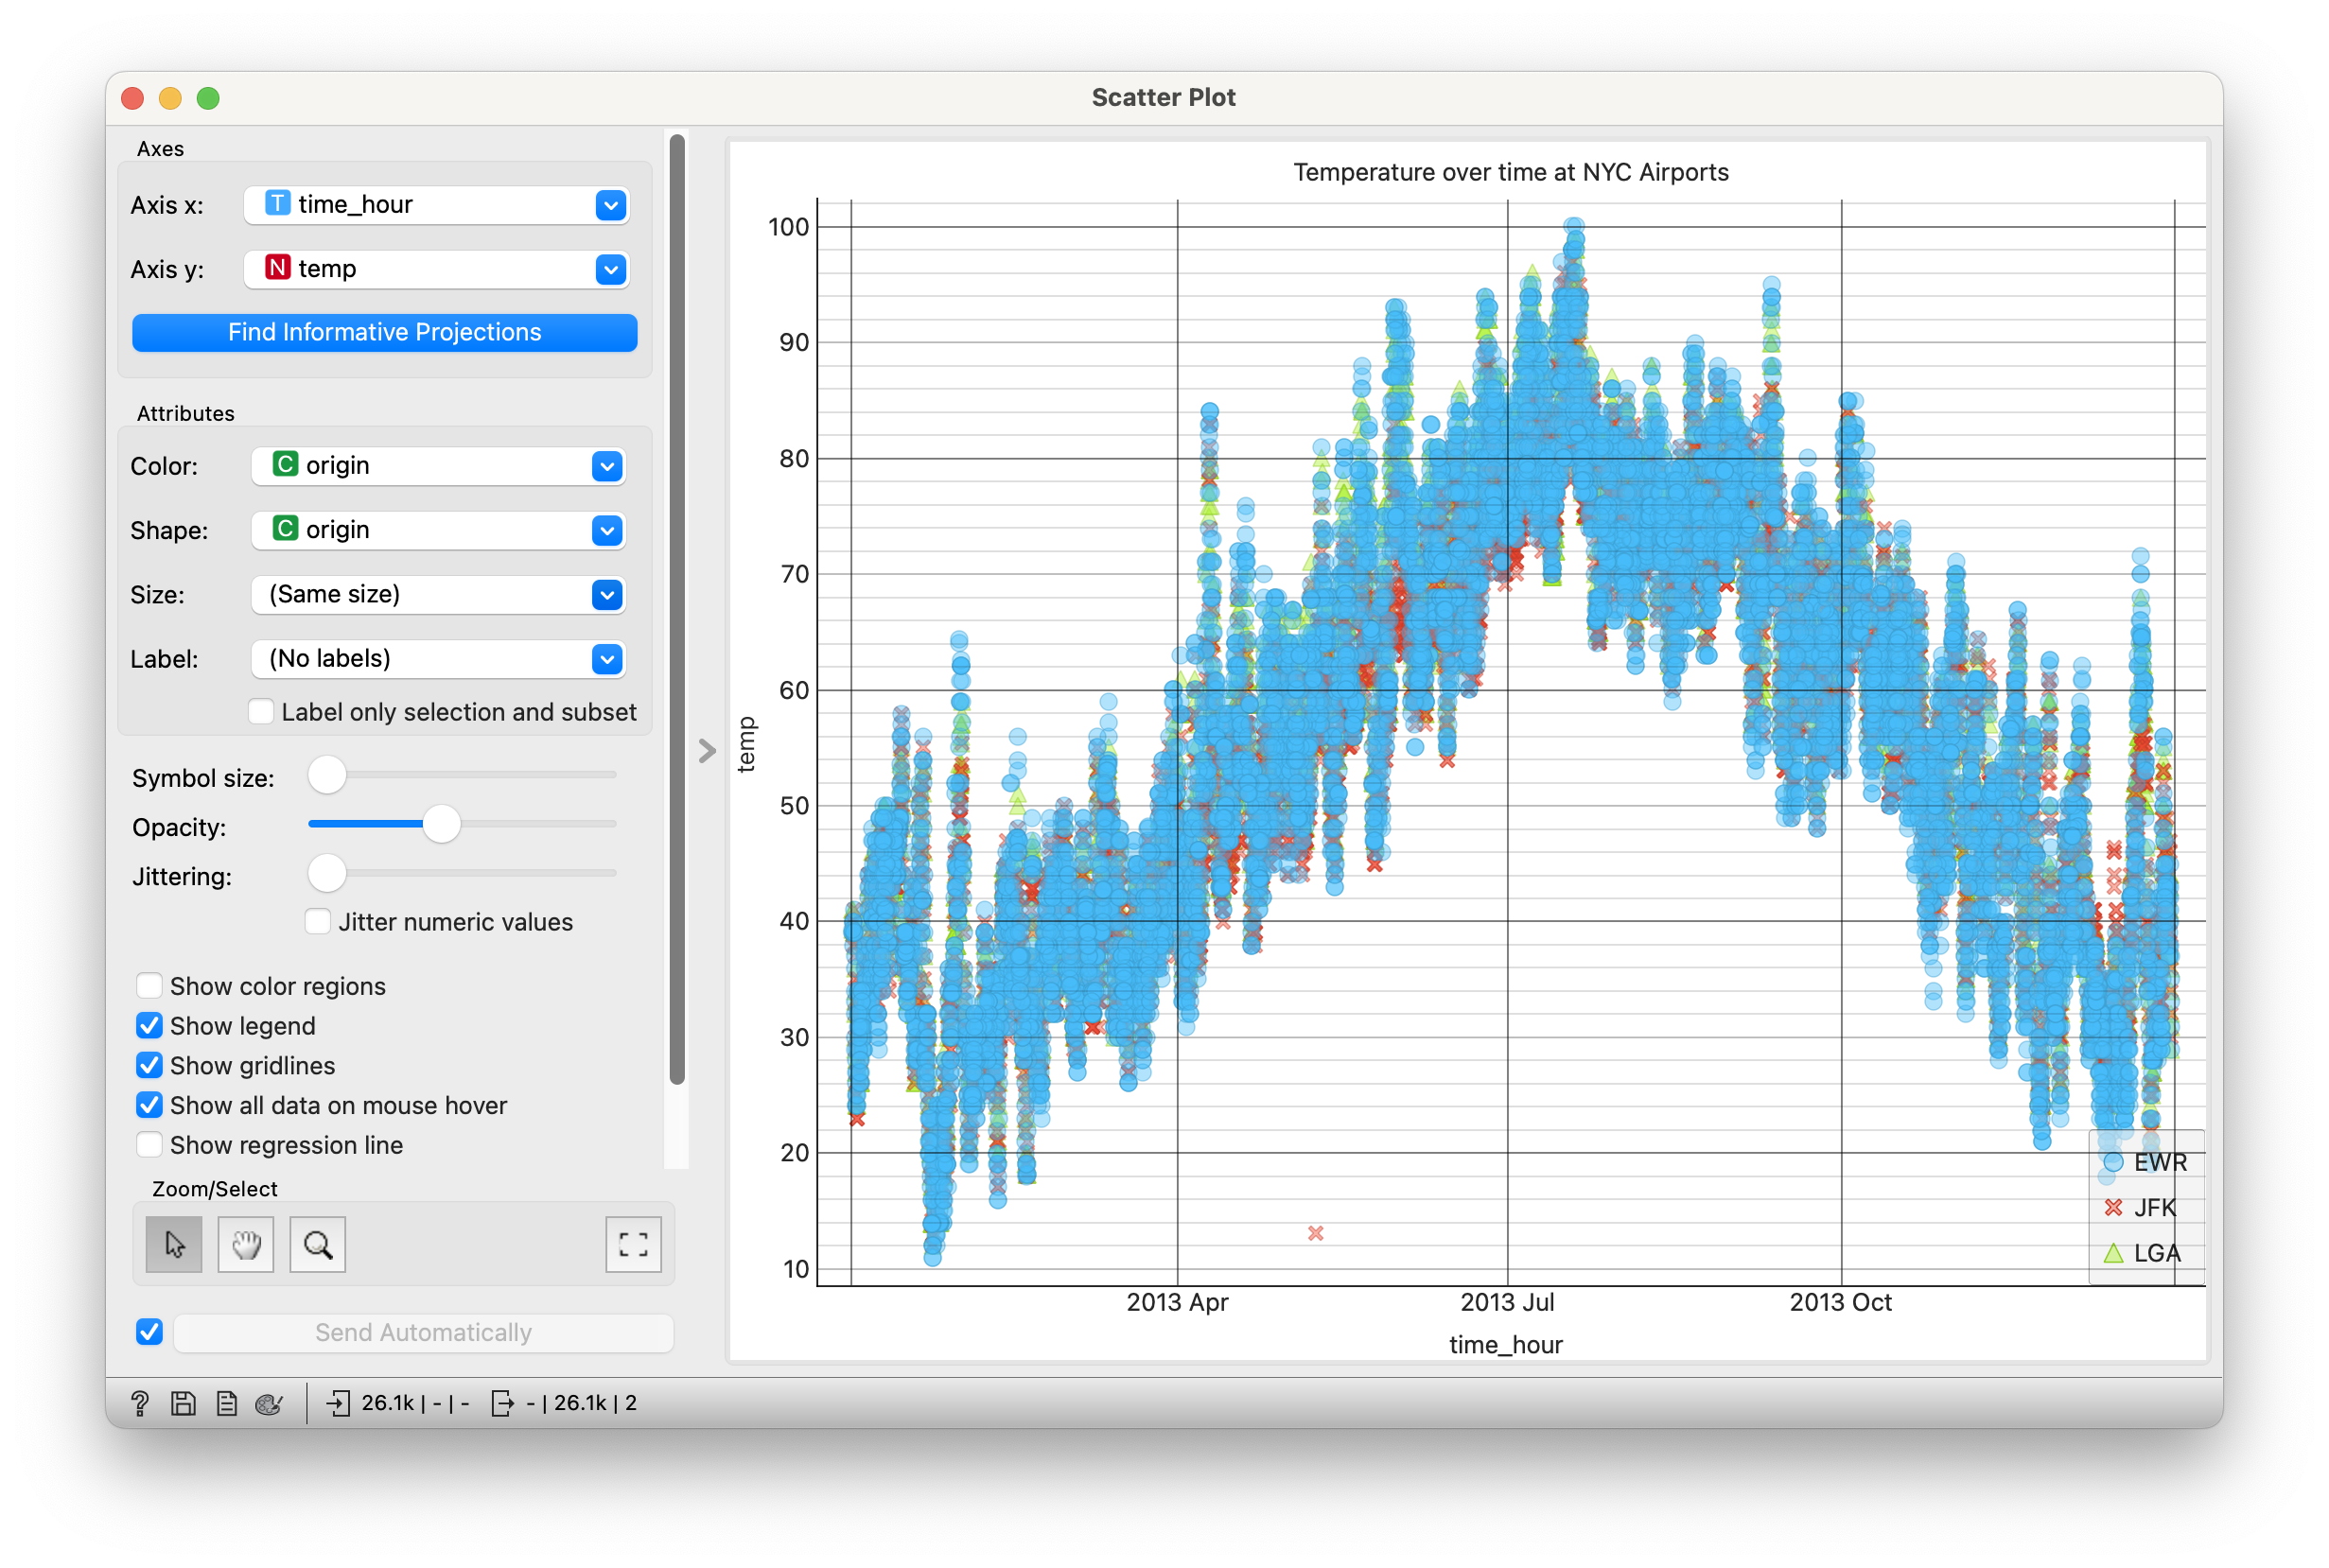 Scatter Plot
Axes
Axis x:
T time_hour
Axis y:
N temp
Find Informative Projections
Attributes
Color:
C origin
Shape:
C origin
Size:
(Same size)
Label:
(No labels)
Label only selection and subset
Symbol size:
Opacity:
Jittering:
Jitter numeric values
Show color regions
Show legend
Show gridlines
Show all data on mouse hover
Show regression line
Zoom/Select
Send Automatically
? 26.1k | - | - - | 26.1k | 2
Temperature over time at NYC Airports
100
90
80
70
60
50
40
30
20
10
temp
2013 Apr
2013 Jul
2013 Oct
time_hour
EWR
JFK
LGA